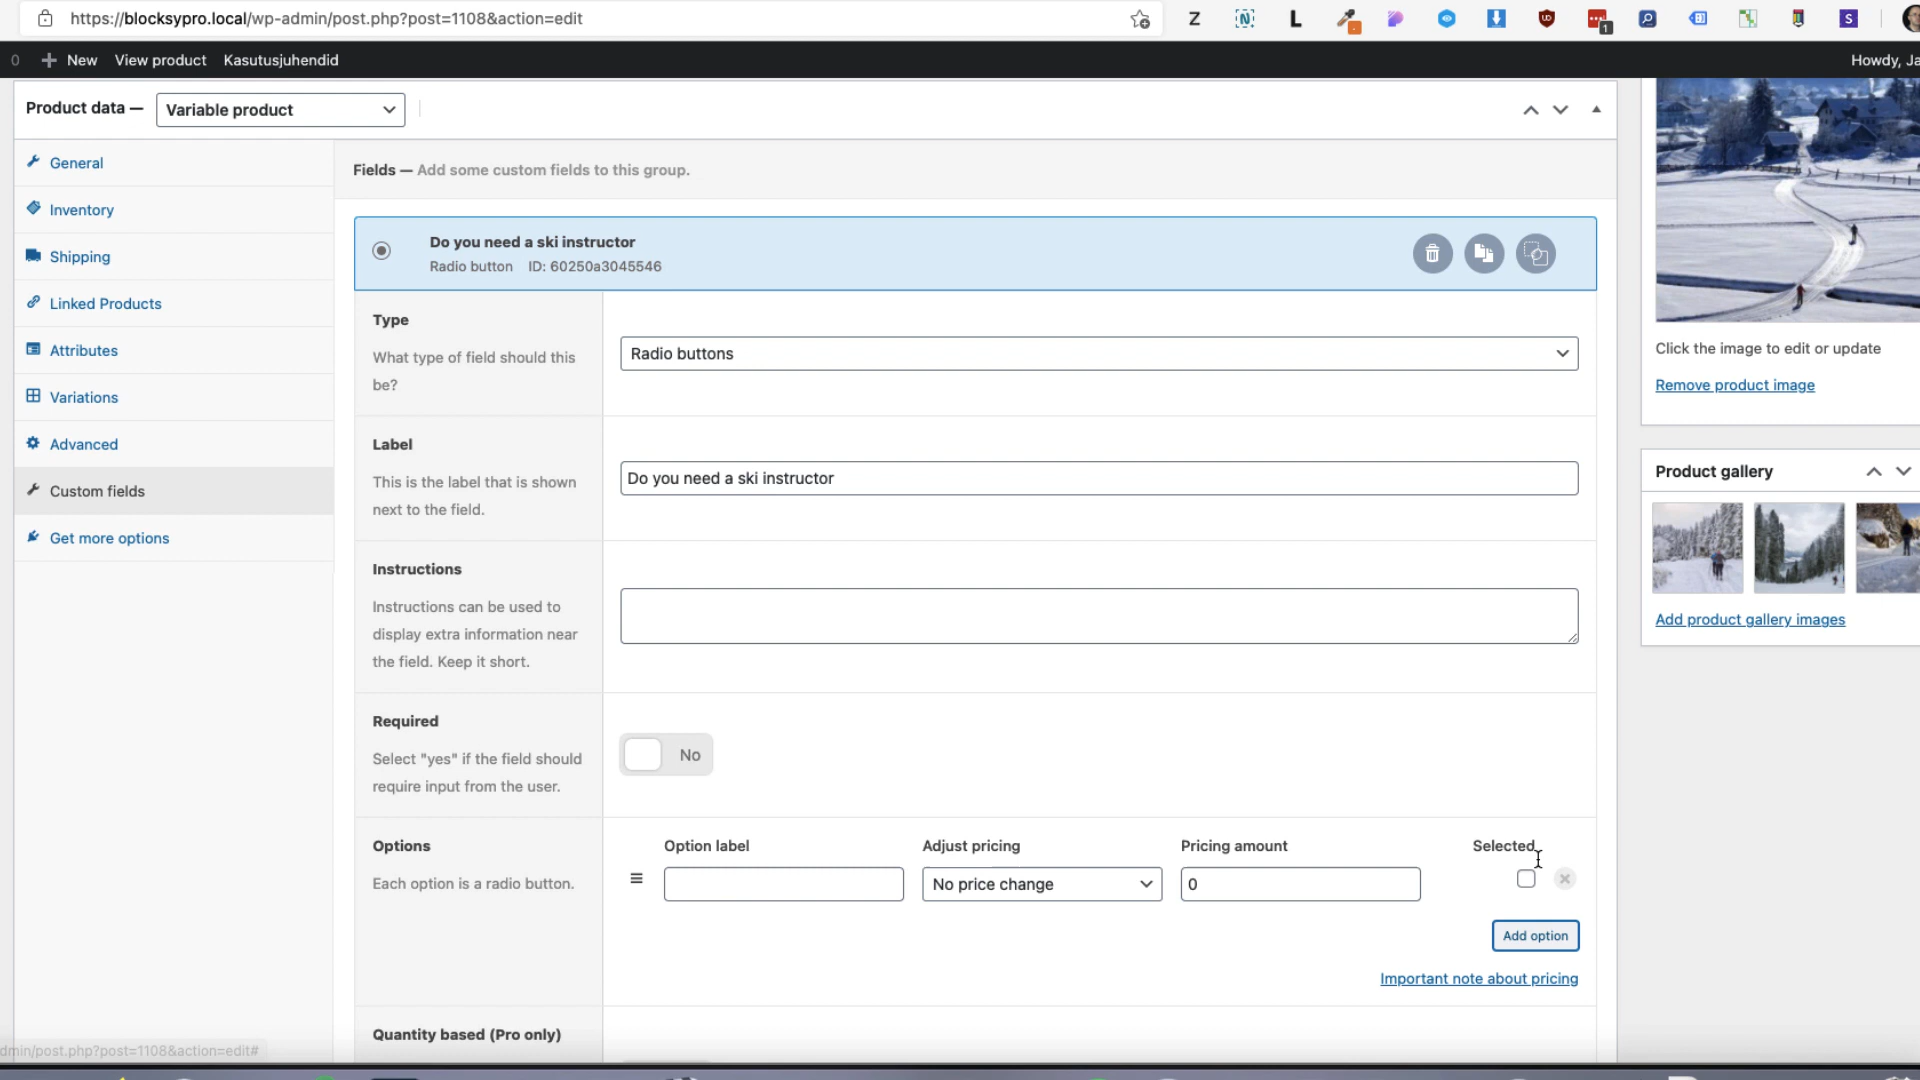 https://blocksypro.local/wp-admin/post.php?post=1108&action=edit
0 New View product Kasutusjuhendid Howdy, Ja
Product data — Variable product
General
Inventory
Shipping
Linked Products
Attributes
Variations
Advanced
Custom fields
Get more options
Fields — Add some custom fields to this group.
Do you need a ski instructor
Radio button ID: 60250a3045546
Type
What type of field should this
be?
Radio buttons
Label
This is the label that is shown
next to the field.
Do you need a ski instructor
Instructions
Instructions can be used to
display extra information near
the field. Keep it short.
Required
Select "yes" if the field should
require input from the user.
No
Options
Each option is a radio button.
Option label Adjust pricing Pricing amount Selected
No price change 0
Add option
Important note about pricing
Quantity based (Pro only)
Click the image to edit or update
Remove product image
Product gallery
Add product gallery images
dmin/post.php?post=1108&action=edit#